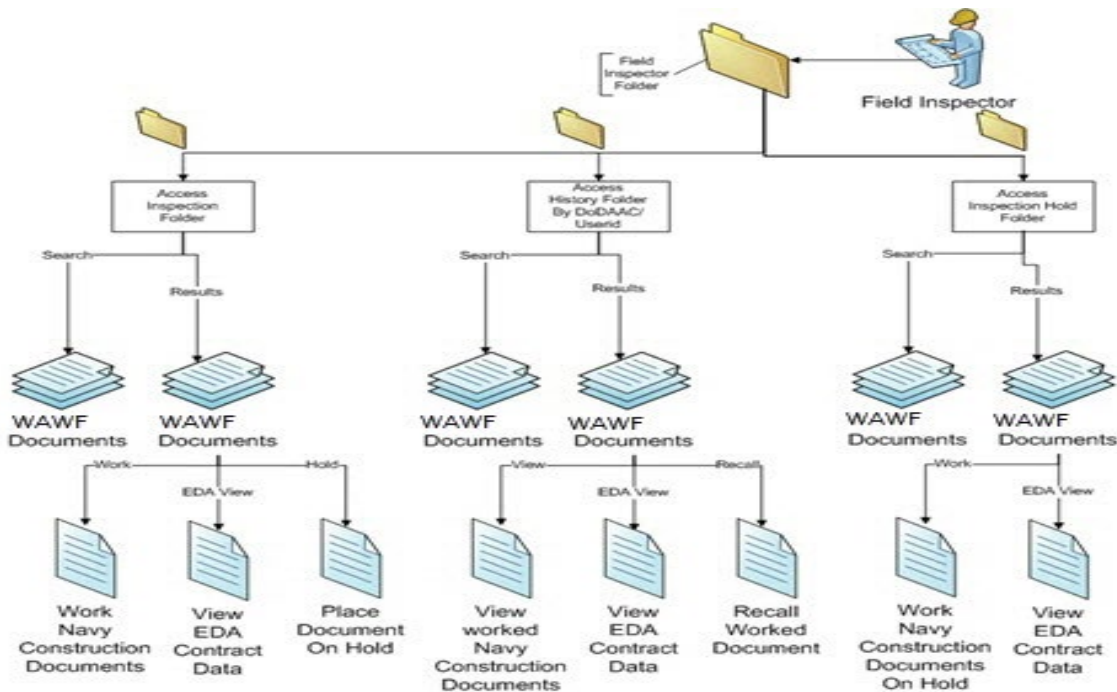 Field
Inspector
Folder
Field Inspector
Access
Inspection
Folder
Access
History Folder
By DoDAAC/
Userid
Access
Inspection Hold
Folder
Search
Results
Search
Results
Search
Results
WAWF
Documents
WAWF
Documents
WAWF
Documents
WAWF
Documents
WAWF
Documents
WAWF
Documents
Work
EDA View
Hold
View
EDA View
Recall
Work
EDA View
Work
Navy
Construction
Documents
View
EDA
Contract
Data
Place
Document
On Hold
View
worked
Navy
Construction
Documents
View
EDA
Contract
Data
Recall
Worked
Document
Work
Navy
Construction
Documents
On Hold
View
EDA
Contract
Data